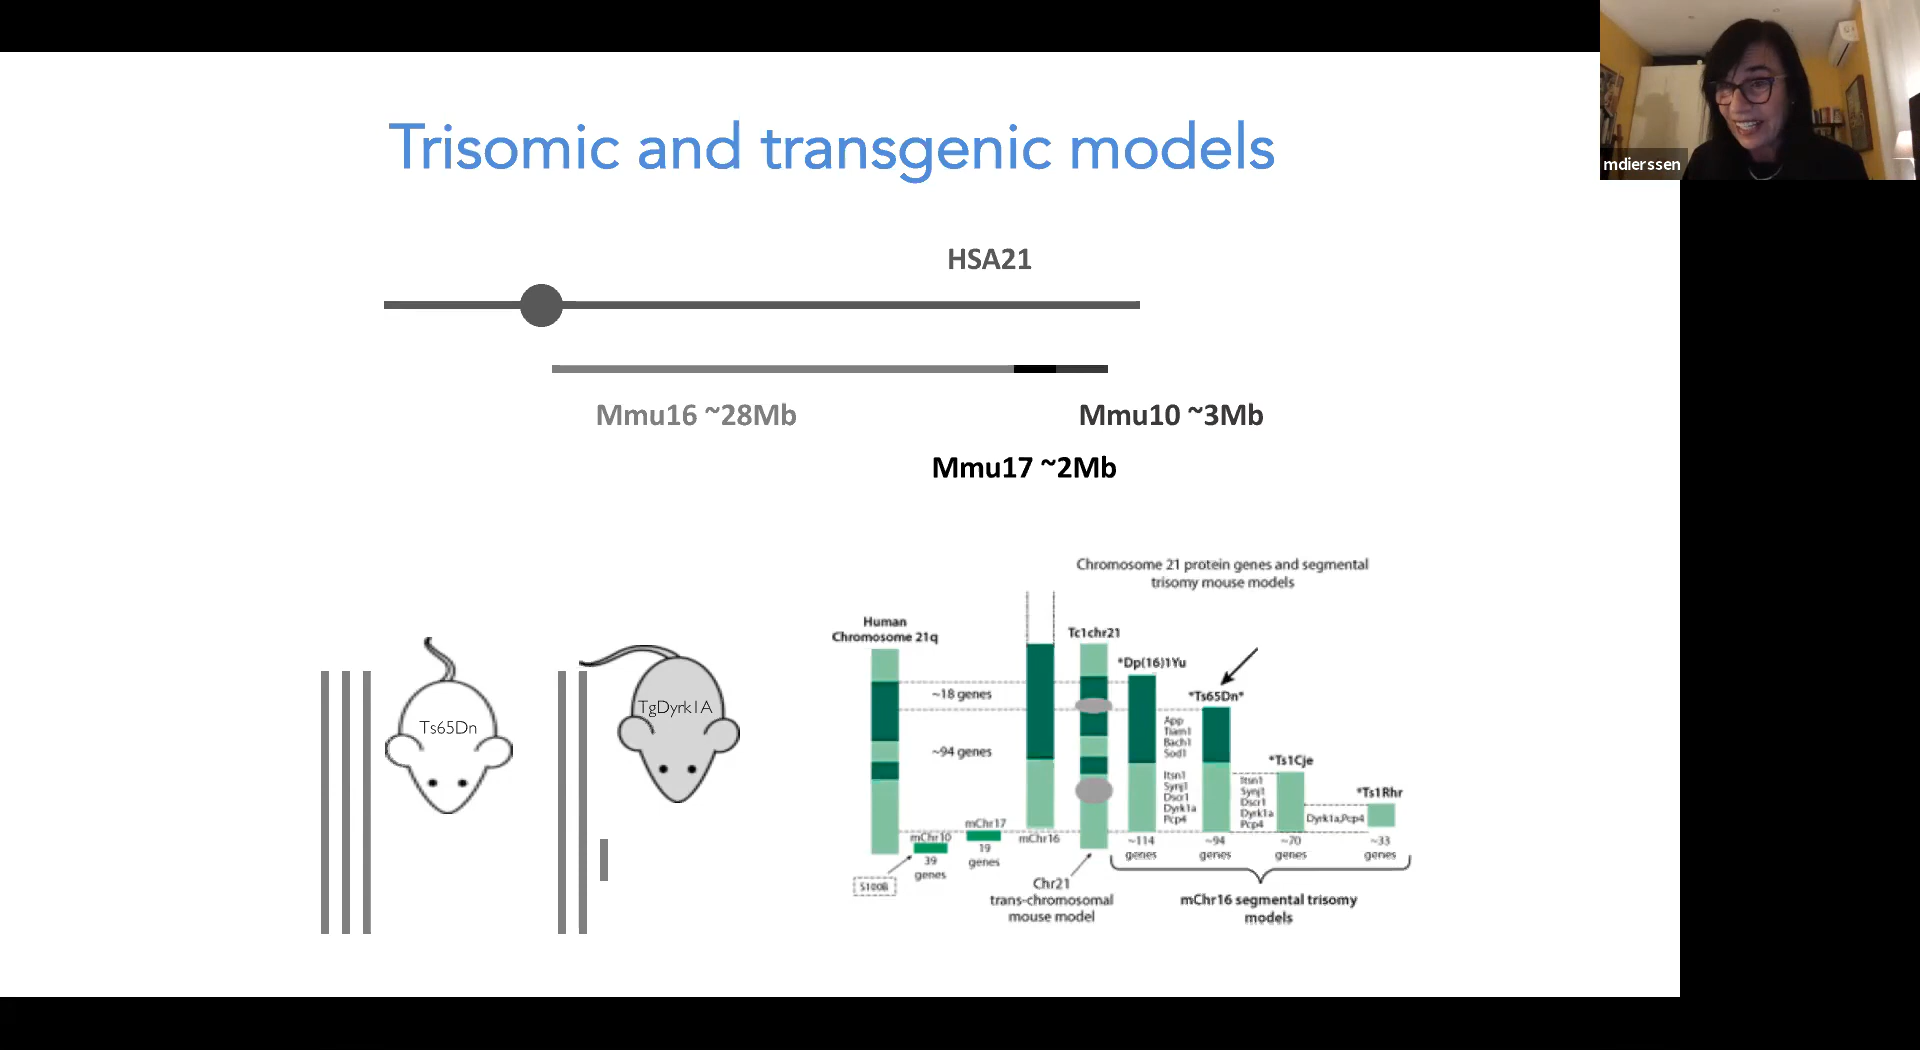 mdierssen
Trisomic and transgenic models
HSA21
Mmu16 ~28Mb
Mmu10 ~3Mb
Mmu17 ~2Mb
Ts65Dn
TgDyrk1A
Chromosome 21 protein genes and segmental
trisomy mouse models
Human
Chromosome 21q
Tc1chr21
*Dp(16)1Yu
*Ts65Dn*
~18 genes
~94 genes
App
Tiam1
Bach1
Sod1
Itsn1
Synj1
Dscr1
Dyrk1a
Pcp4
*Ts1Cje
Itsn1
Synj1
Dscr1
Dyrk1a
Pcp4
*Ts1Rhr
Dyrk1a,Pcp4
mChr10
39
genes
S100B
mChr17
19
genes
mChr16
~114
genes
~94
genes
~70
genes
~33
genes
Chr21
trans-chromosomal
mouse model
mChr16 segmental trisomy
models